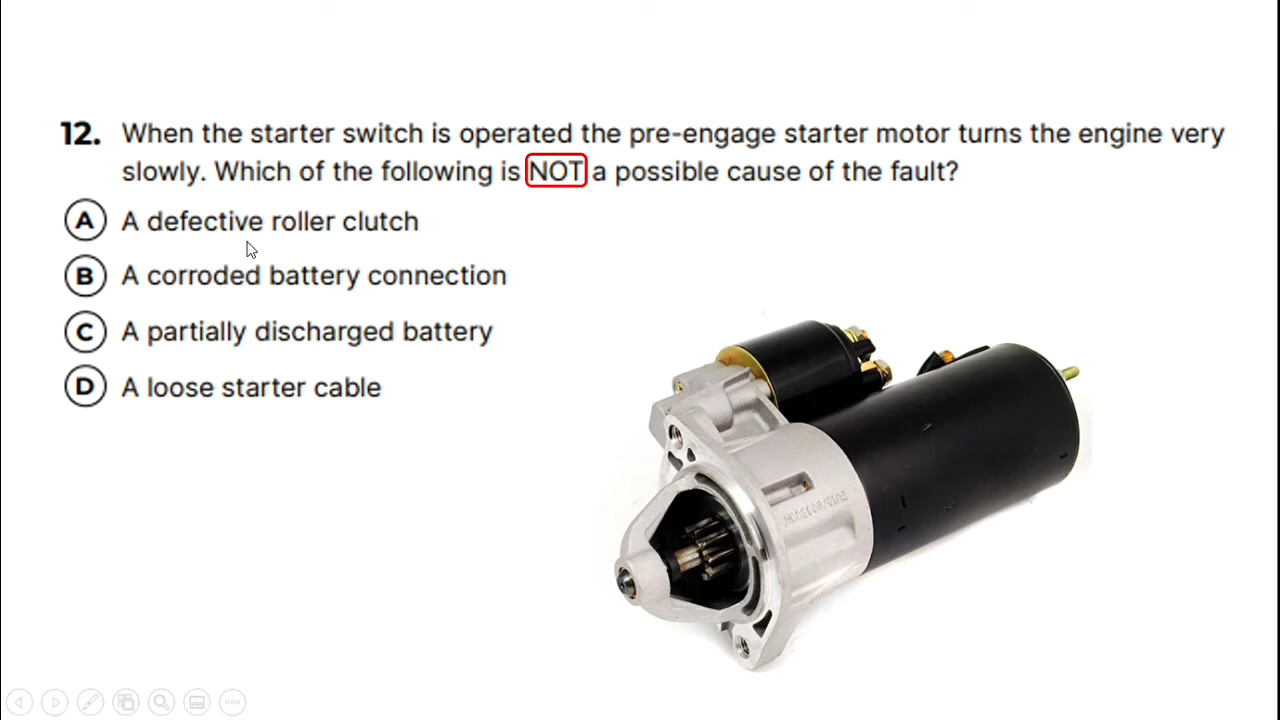 12. When the starter switch is operated the pre-engage starter motor turns the engine very
slowly. Which of the following is NOT a possible cause of the fault?
A A defective roller clutch
B A corroded battery connection
C A partially discharged battery
D A loose starter cable